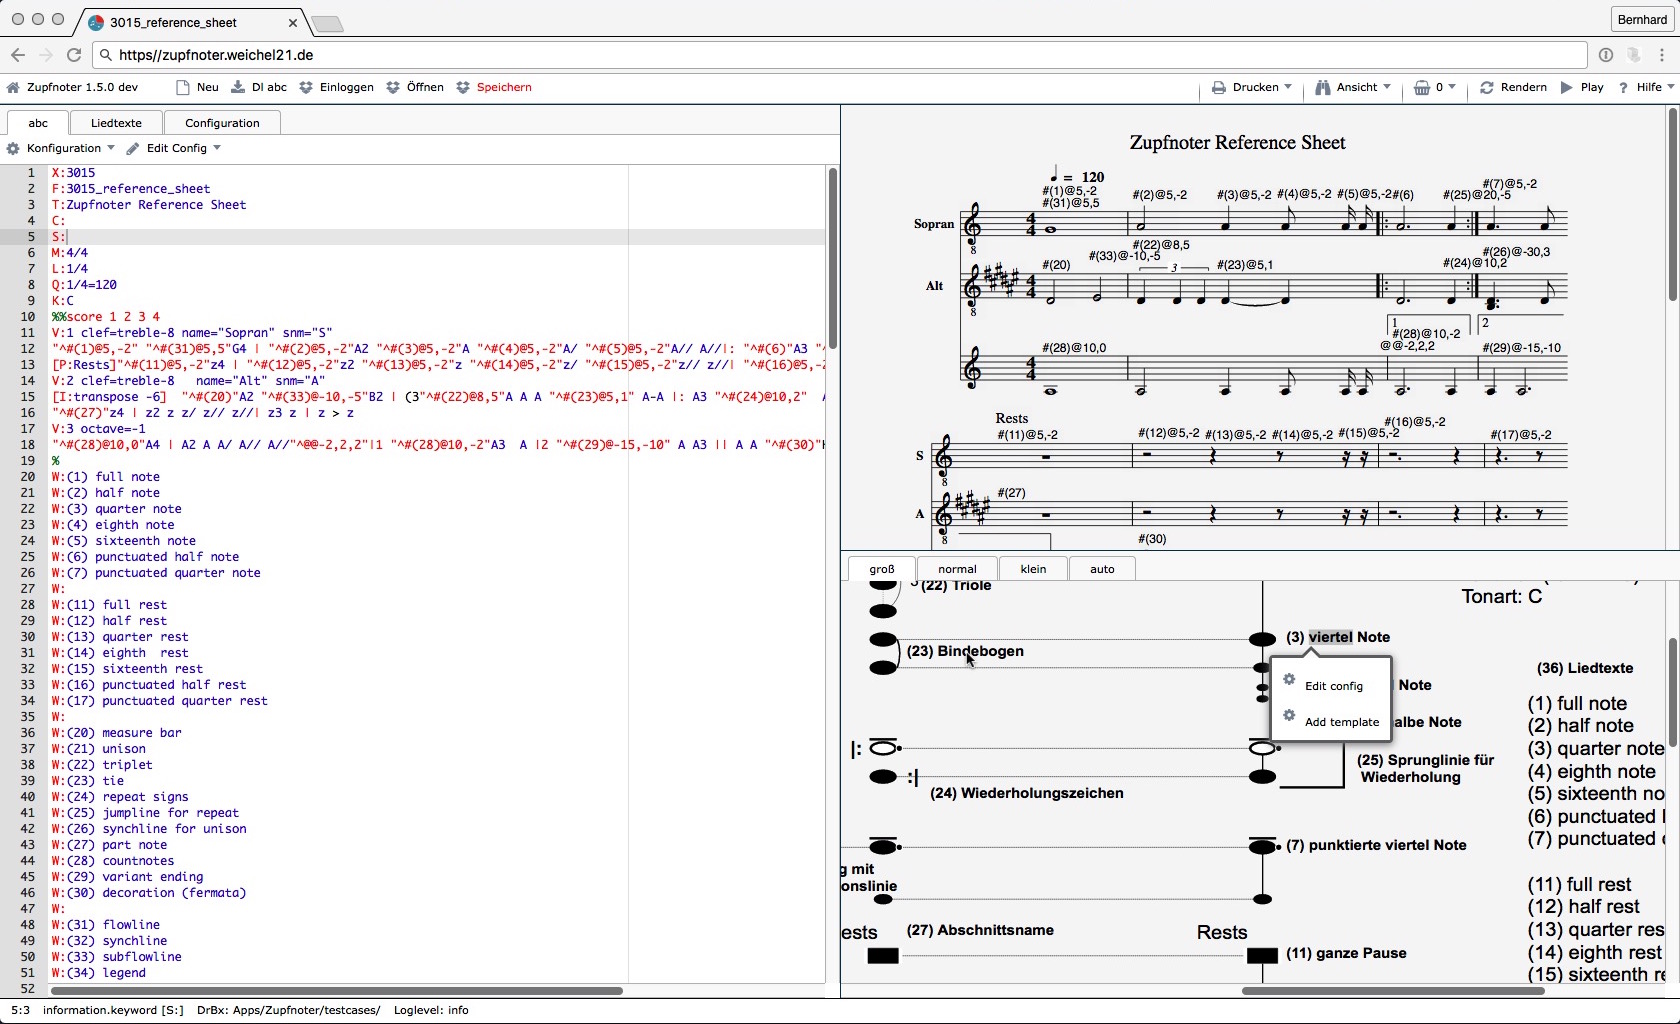 3015_reference_sheet
Bernhard
https//zupfnoter.weichel21.de
Zupfnoter 1.5.0 dev Neu Dl abc Einloggen Öffnen Speichern
Drucken Ansicht 0 Rendern Play ? Hilfe
abc Liedtexte Configuration
Konfiguration Edit Config
1 X:3015
2 F:3015_reference_sheet
3 T:Zupfnoter Reference Sheet
4 C:
5 S:
6 M:4/4
7 L:1/4
8 Q:1/4=120
9 K:C
10 %%score 1 2 3 4
11 V:1 clef=treble-8 name="Sopran" snm="S"
12 "^#(1)@5,-2" "^#(31)@5,5"G4 | "^#(2)@5,-2"A2 "^#(3)@5,-2"A "^#(4)@5,-2"A/ "^#(5)@5,-2"A// A//|: "^#(6)"A3 "^
13 [P:Rests]"^#(11)@5,-2"z4 | "^#(12)@5,-2"z2 "^#(13)@5,-2"z "^#(14)@5,-2"z/ "^#(15)@5,-2"z// z//| "^#(16)@5,-
14 V:2 clef=treble-8 name="Alt" snm="A"
15 [I:transpose -6] "^#(20)"A2 "^#(33)@-10,-5"B2 | (3"^#(22)@8,5"A A A "^#(23)@5,1" A-A |: A3 "^#(24)@10,2"
16 "^#(27)"z4 | z2 z z/ z// z//| z3 z | z > z
17 V:3 octave=-1
18 "^#(28)@10,0"A4 | A2 A A/ A// A//"^@@-2,2,2"|1 "^#(28)@10,-2"A3 A |2 "^#(29)@-15,-10" A A3 || A A "^#(30)"
19 %
20 W:(1) full note
21 W:(2) half note
22 W:(3) quarter note
23 W:(4) eighth note
24 W:(5) sixteenth note
25 W:(6) punctuated half note
26 W:(7) punctuated quarter note
27 W:
28 W:(11) full rest
29 W:(12) half rest
30 W:(13) quarter rest
31 W:(14) eighth  rest
32 W:(15) sixteenth rest
33 W:(16) punctuated half rest
34 W:(17) punctuated quarter rest
35 W:
36 W:(20) measure bar
37 W:(21) unison
38 W:(22) triplet
39 W:(23) tie
40 W:(24) repeat signs
41 W:(25) jumpline for repeat
42 W:(26) synchline for unison
43 W:(27) part note
44 W:(28) countnotes
45 W:(29) variant ending
46 W:(30) decoration (fermata)
47 W:
48 W:(31) flowline
49 W:(32) synchline
50 W:(33) subflowline
51 W:(34) legend
52
Zupfnoter Reference Sheet
= 120
#(1)@5,-2
#(31)@5,5
#(2)@5,-2 #(3)@5,-2 #(4)@5,-2 #(5)@5,-2 #(6) #(25)@20,-5
#(7)@5,-2
Sopran
8
#(20) #(33)@-10,-5 #(22)@8,5 #(23)@5,1 #(24)@10,2 #(26)@-30,3
3
Alt
8
1 2
#(28)@10,0 #(28)@10,-2
@@-2,2,2 #(29)@-15,-10
Rests
#(11)@5,-2 #(12)@5,-2 #(13)@5,-2 #(14)@5,-2 #(15)@5,-2 #(16)@5,-2 #(17)@5,-2
S
8
#(27)
A
8
#(30)
groß normal klein auto
(22) Triole
Tonart: C
(3) viertel Note
(23) Bindebogen
Edit config
Add template
Note
albe Note
(36) Liedtexte
|:
:|
(24) Wiederholungszeichen
(25) Sprunglinie für
Wiederholung
(7) punktierte viertel Note
g mit
onslinie
ests
(27) Abschnittsname
Rests
(11) ganze Pause
(1) full note
(2) half note
(3) quarter note
(4) eighth note
(5) sixteenth no
(6) punctuated
(7) punctuated
(11) full rest
(12) half rest
(13) quarter res
(14) eighth rest
(15) sixteenth r
5:3 information.keyword [S:] DrBx: Apps/Zupfnoter/testcases/ Loglevel: info